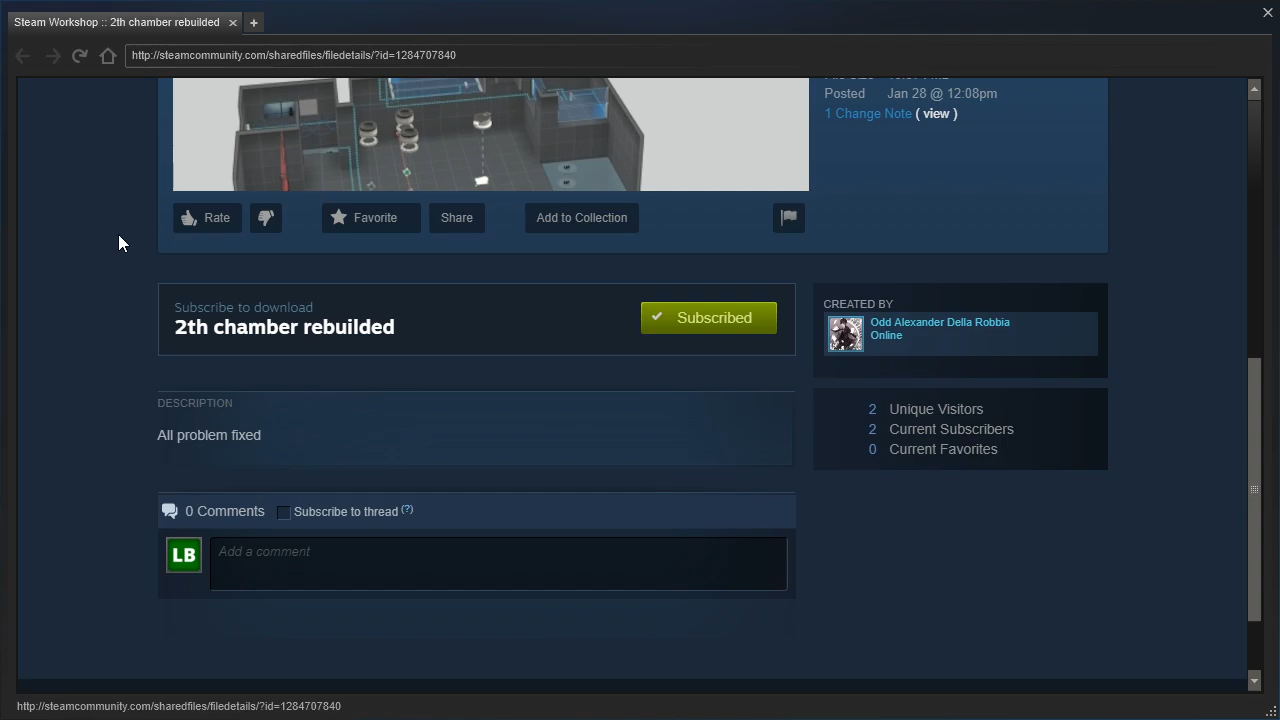 Steam Workshop :: 2th chamber rebuilded
http://steamcommunity.com/sharedfiles/filedetails/?id=1284707840
Posted Jan 28 @ 12:08pm
1 Change Note ( view )
Rate
Favorite
Share
Add to Collection
Subscribe to download
2th chamber rebuilded
Subscribed
CREATED BY
Odd Alexander Della Robbia
Online
DESCRIPTION
All problem fixed
2 Unique Visitors
2 Current Subscribers
0 Current Favorites
0 Comments Subscribe to thread (?)
LB
Add a comment
http://steamcommunity.com/sharedfiles/filedetails/?id=1284707840